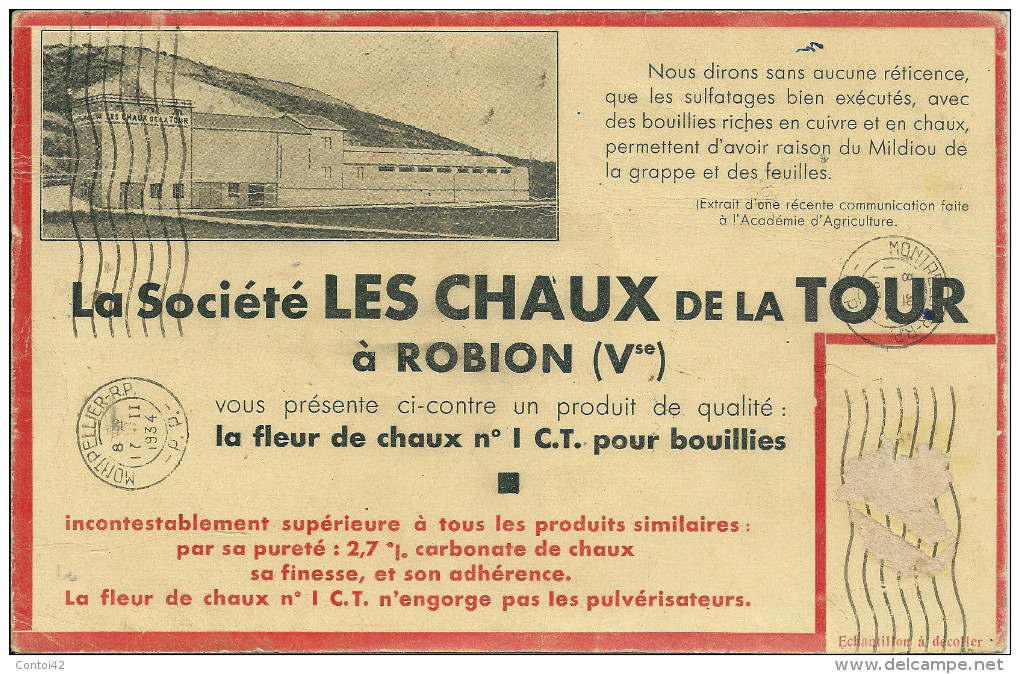 LES CHAUX DE LA TOUR
Nous dirons sans aucune réticence,
que les sulfatages bien exécutés, avec
des bouillies riches en cuivre et en chaux,
permettent d'avoir raison du Mildiou de
la grappe et des feuilles.
(Extrait d'une récente communication faite
à l'Académie d'Agriculture.
La Société LES CHAUX DE LA TOUR
à ROBION (Vse)
vous présente ci-contre un produit de qualité :
la fleur de chaux n° 1 C.T. pour bouillies
MONTPELLIER-R.P.
1934
incontestablement supérieure à tous les produits similaires :
par sa pureté : 2,7 °|. carbonate de chaux
sa finesse, et son adhérence.
La fleur de chaux n° 1 C.T. n'engorge pas les pulvérisateurs.
Echantillon à décoller
Contoi42
www.delcampe.net